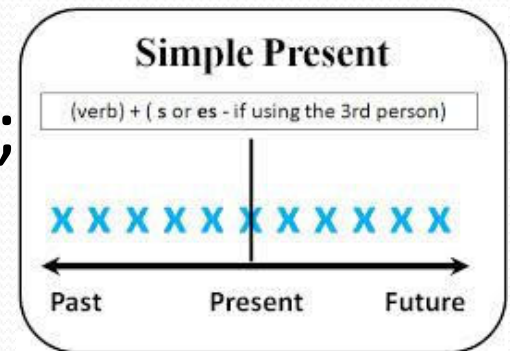 Simple Present
(verb) + ( s or es - if using the 3rd person)
;
X X X X X X X X X X X
Past Present Future